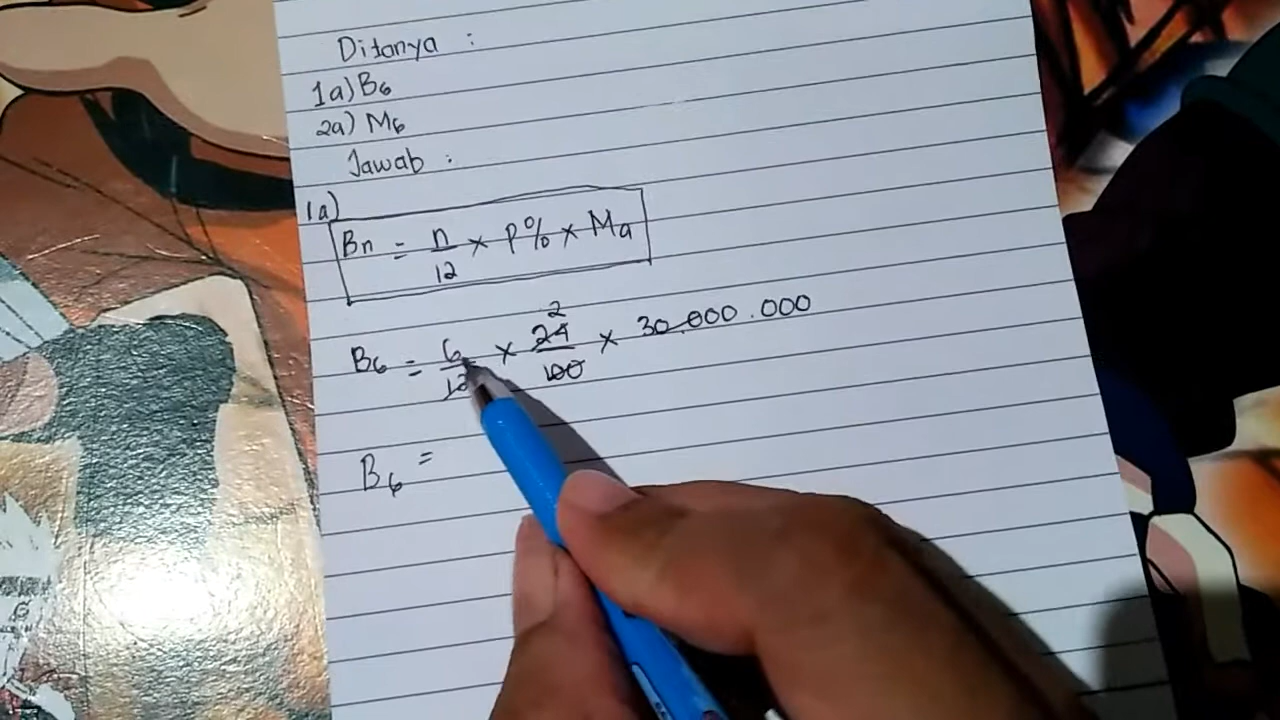 Ditanya :
1a) B6
2a) M6
Jawab :
1a)
Bn = n/12 × P% × Ma
2
B6 = 6/12 × 24/100 × 30.000.000
B6 =